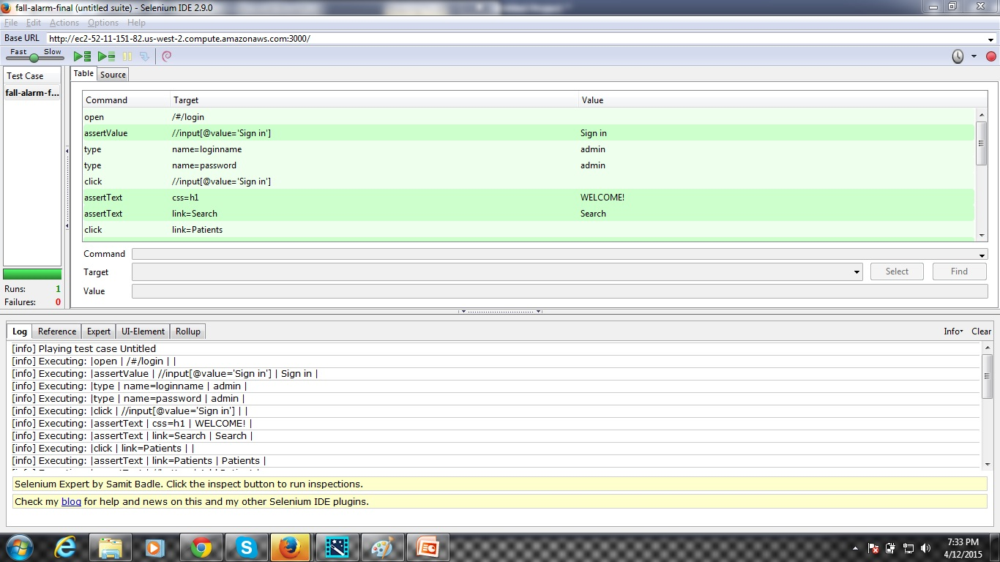 fall-alarm-final (untitled suite) - Selenium IDE 2.9.0
File Edit Actions Options Help
Base URL http://ec2-52-11-151-82.us-west-2.compute.amazonaws.com:3000/
Fast Slow
Test Case
fall-alarm-f...
Table Source
Command Target Value
open /#/login
assertValue //input[@value='Sign in'] Sign in
type name=loginname admin
type name=password admin
click //input[@value='Sign in']
assertText css=h1 WELCOME!
assertText link=Search Search
click link=Patients
Command
Target Select Find
Value
Runs: 1
Failures: 0
Log Reference Expert UI-Element Rollup Info Clear
[info] Playing test case Untitled
[info] Executing: |open | /#/login | |
[info] Executing: |assertValue | //input[@value='Sign in'] | Sign in |
[info] Executing: |type | name=loginname | admin |
[info] Executing: |type | name=password | admin |
[info] Executing: |click | //input[@value='Sign in'] | |
[info] Executing: |assertText | css=h1 | WELCOME! |
[info] Executing: |assertText | link=Search | Search |
[info] Executing: |click | link=Patients | |
[info] Executing: |assertText | link=Patients | Patients |
Selenium Expert by Samit Badle. Click the inspect button to run inspections.
Check my blog for help and news on this and my other Selenium IDE plugins.
7:33 PM
4/12/2015